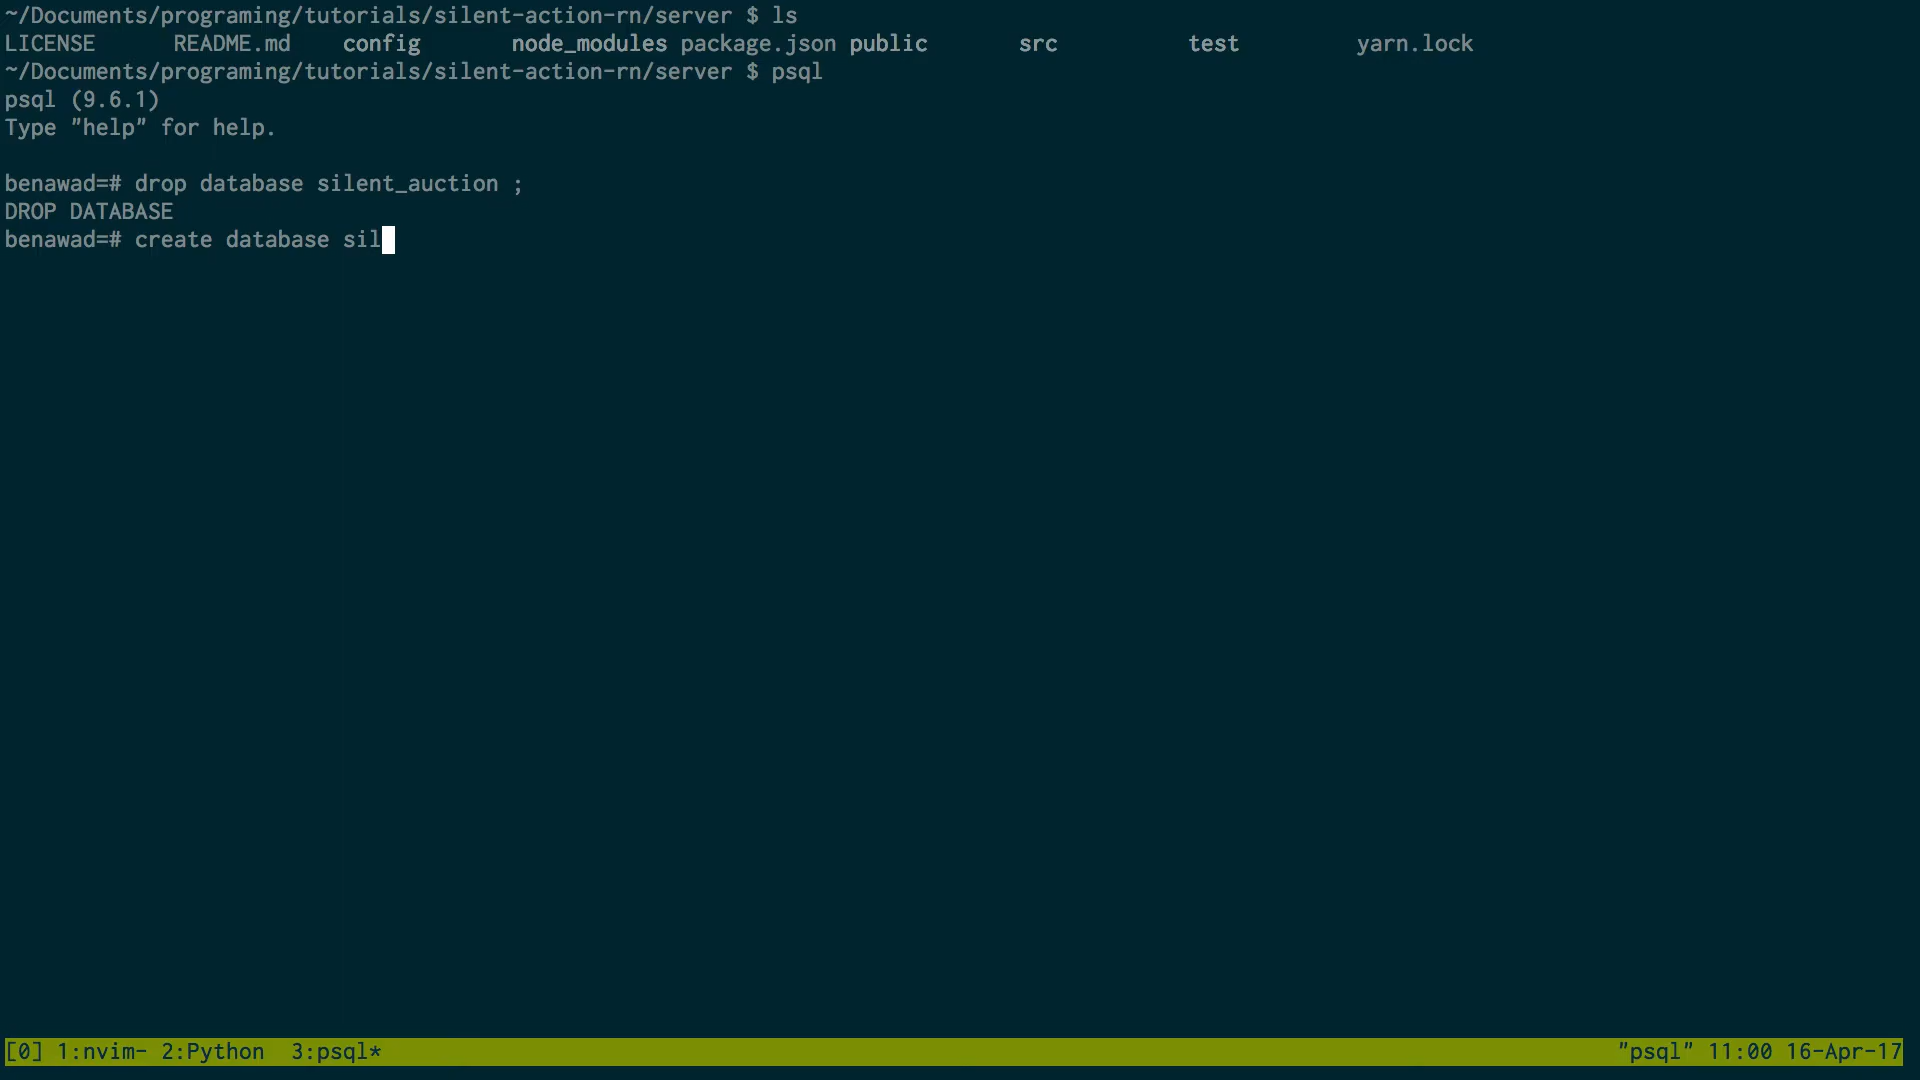 ~/Documents/programing/tutorials/silent-action-rn/server $ ls
LICENSE README.md config node_modules package.json public src test yarn.lock
~/Documents/programing/tutorials/silent-action-rn/server $ psql
psql (9.6.1)
Type "help" for help.
benawad=# drop database silent_auction ;
DROP DATABASE
benawad=# create database sil
[0] 1:nvim- 2:Python 3:psql* "psql" 11:00 16-Apr-17